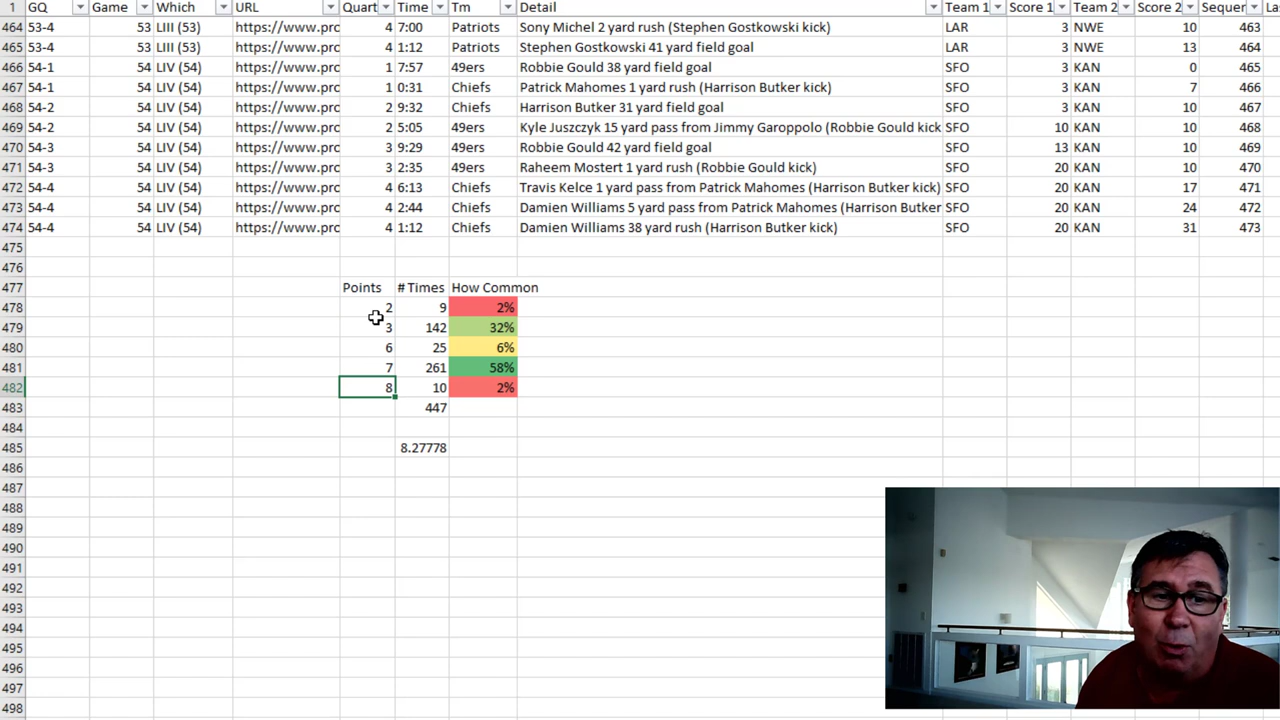 1 GQ Game Which URL Quart Time Tm Detail Team 1 Score 1 Team 2 Score 2 Sequer
464 53-4 53 LIII (53) https://www.pro 4 7:00 Patriots Sony Michel 2 yard rush (Stephen Gostkowski kick) LAR 3 NWE 10 463
465 53-4 53 LIII (53) https://www.pro 4 1:12 Patriots Stephen Gostkowski 41 yard field goal LAR 3 NWE 13 464
466 54-1 54 LIV (54) https://www.pro 1 7:57 49ers Robbie Gould 38 yard field goal SFO 3 KAN 0 465
467 54-1 54 LIV (54) https://www.pro 1 0:31 Chiefs Patrick Mahomes 1 yard rush (Harrison Butker kick) SFO 3 KAN 7 466
468 54-2 54 LIV (54) https://www.pro 2 9:32 Chiefs Harrison Butker 31 yard field goal SFO 3 KAN 10 467
469 54-2 54 LIV (54) https://www.pro 2 5:05 49ers Kyle Juszczyk 15 yard pass from Jimmy Garoppolo (Robbie Gould kick SFO 10 KAN 10 468
470 54-3 54 LIV (54) https://www.pro 3 9:29 49ers Robbie Gould 42 yard field goal SFO 13 KAN 10 469
471 54-3 54 LIV (54) https://www.pro 3 2:35 49ers Raheem Mostert 1 yard rush (Robbie Gould kick) SFO 20 KAN 10 470
472 54-4 54 LIV (54) https://www.pro 4 6:13 Chiefs Travis Kelce 1 yard pass from Patrick Mahomes (Harrison Butker kick) SFO 20 KAN 17 471
473 54-4 54 LIV (54) https://www.pro 4 2:44 Chiefs Damien Williams 5 yard pass from Patrick Mahomes (Harrison Butker SFO 20 KAN 24 472
474 54-4 54 LIV (54) https://www.pro 4 1:12 Chiefs Damien Williams 38 yard rush (Harrison Butker kick) SFO 20 KAN 31 473
475
476
477 Points # Times How Common
478 2 9 2%
479 3 142 32%
480 6 25 6%
481 7 261 58%
482 8 10 2%
483 447
484
485 8.27778
486
487
488
489
490
491
492
493
494
495
496
497
498